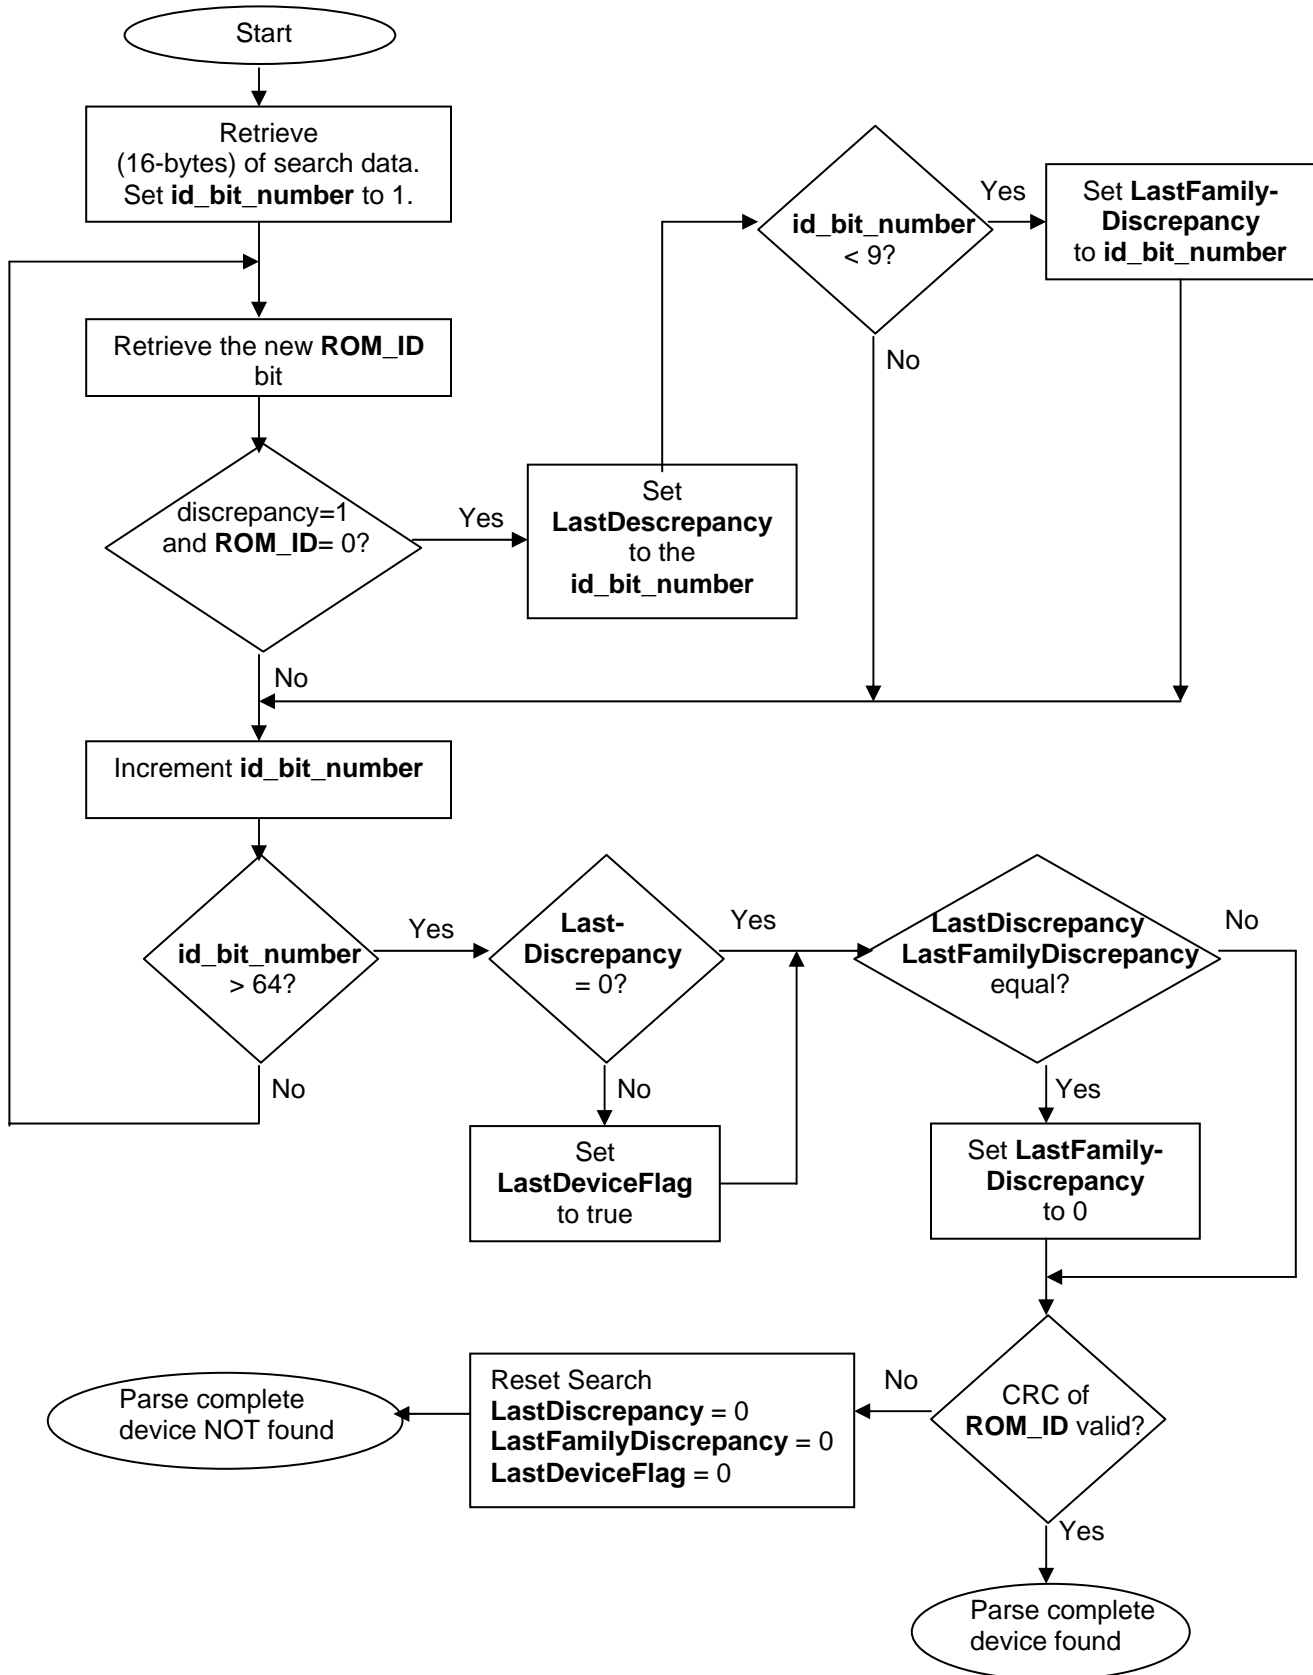 Start
Retrieve
(16-bytes) of search data.
Set id_bit_number to 1.
id_bit_number
< 9?
Yes
Set LastFamily-
Discrepancy
to id_bit_number
No
Retrieve the new ROM_ID
bit
discrepancy=1
and ROM_ID= 0?
Yes
Set
LastDescrepancy
to the
id_bit_number
No
Increment id_bit_number
id_bit_number
> 64?
Yes
No
Last-
Discrepancy
= 0?
Yes
No
Set
LastDeviceFlag
to true
LastDiscrepancy
LastFamilyDiscrepancy
equal?
No
Yes
Set LastFamily-
Discrepancy
to 0
CRC of
ROM_ID valid?
No
Reset Search
LastDiscrepancy = 0
LastFamilyDiscrepancy = 0
LastDeviceFlag = 0
Parse complete
device NOT found
Yes
Parse complete
device found